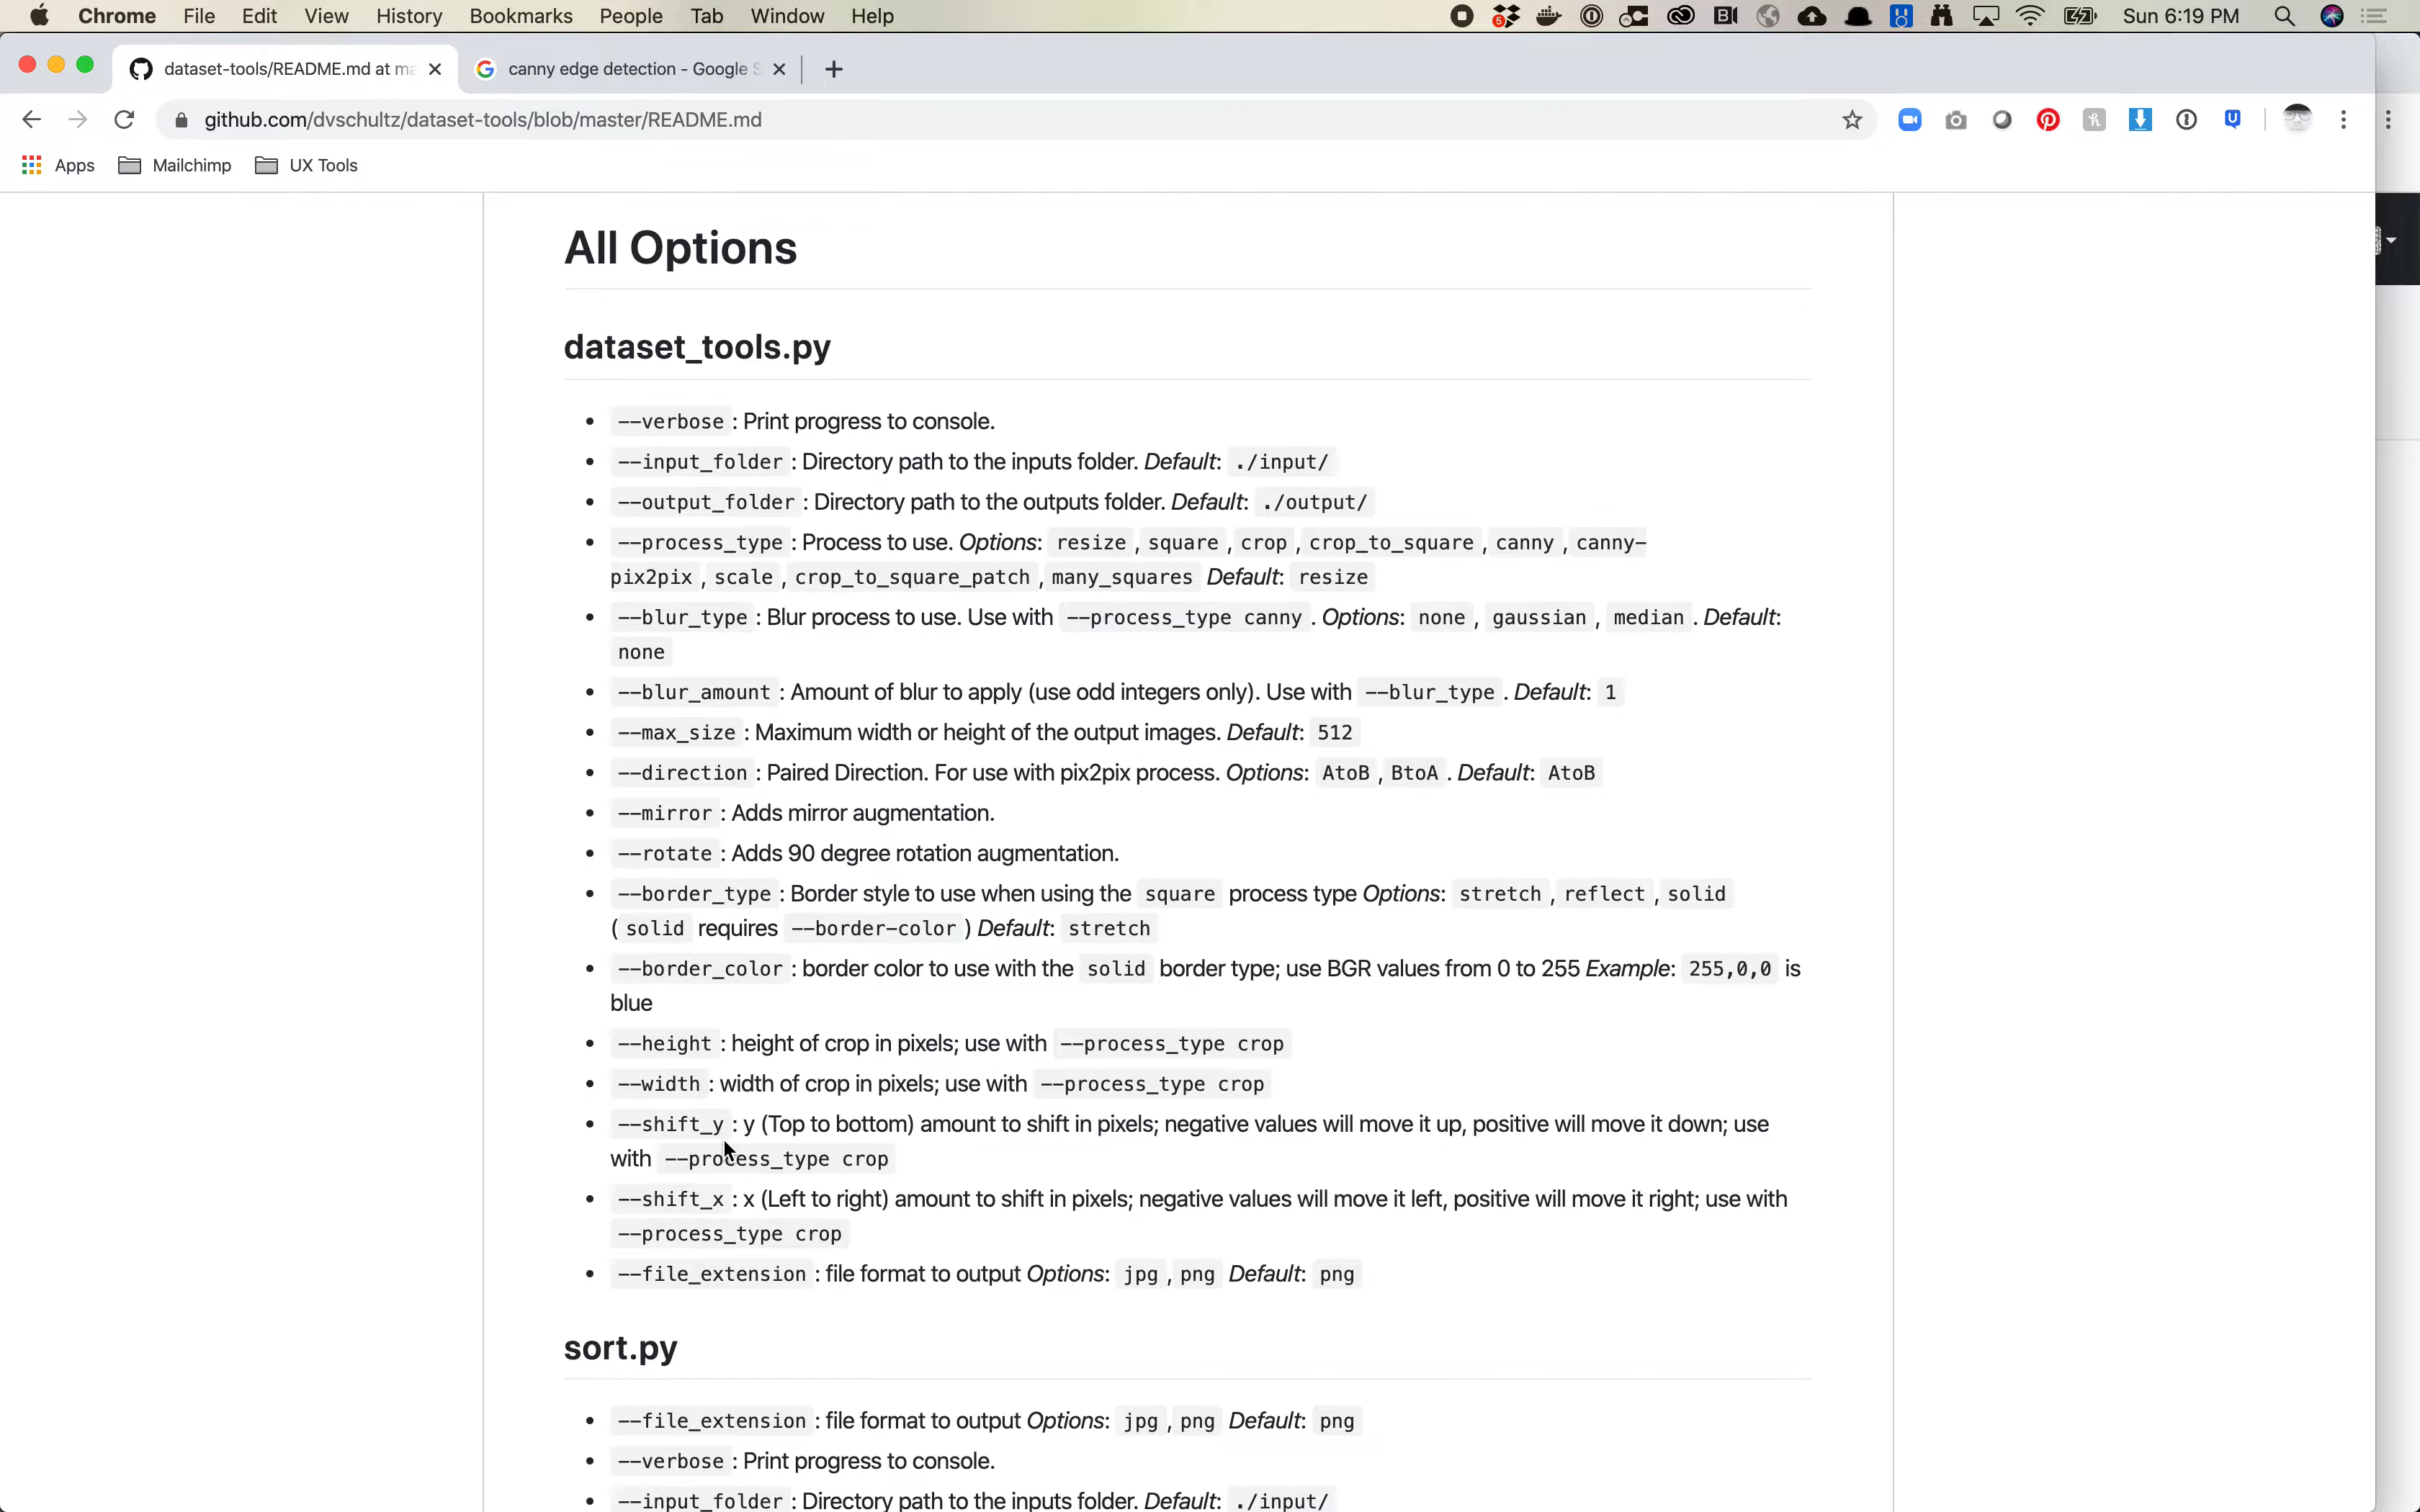 Chrome File Edit View History Bookmarks People Tab Window Help 5 Sun 6:19 PM
dataset-tools/README.md at ma canny edge detection - Google S
github.com/dvschultz/dataset-tools/blob/master/README.md
Apps Mailchimp UX Tools
All Options
dataset_tools.py
--verbose : Print progress to console.
--input_folder : Directory path to the inputs folder. Default: ./input/
--output_folder : Directory path to the outputs folder. Default: ./output/
--process_type : Process to use. Options: resize , square , crop , crop_to_square , canny , canny-
pix2pix , scale , crop_to_square_patch , many_squares Default: resize
--blur_type : Blur process to use. Use with --process_type canny . Options: none , gaussian , median . Default:
none
--blur_amount : Amount of blur to apply (use odd integers only). Use with --blur_type . Default: 1
--max_size : Maximum width or height of the output images. Default: 512
--direction : Paired Direction. For use with pix2pix process. Options: AtoB , BtoA . Default: AtoB
--mirror : Adds mirror augmentation.
--rotate : Adds 90 degree rotation augmentation.
--border_type : Border style to use when using the square process type Options: stretch , reflect , solid
( solid requires --border-color ) Default: stretch
--border_color : border color to use with the solid border type; use BGR values from 0 to 255 Example: 255,0,0 is
blue
--height : height of crop in pixels; use with --process_type crop
--width : width of crop in pixels; use with --process_type crop
--shift_y : y (Top to bottom) amount to shift in pixels; negative values will move it up, positive will move it down; use
with --process_type crop
--shift_x : x (Left to right) amount to shift in pixels; negative values will move it left, positive will move it right; use with
--process_type crop
--file_extension : file format to output Options: jpg , png Default: png
sort.py
--file_extension : file format to output Options: jpg , png Default: png
--verbose : Print progress to console.
--input_folder : Directory path to the inputs folder. Default: ./input/